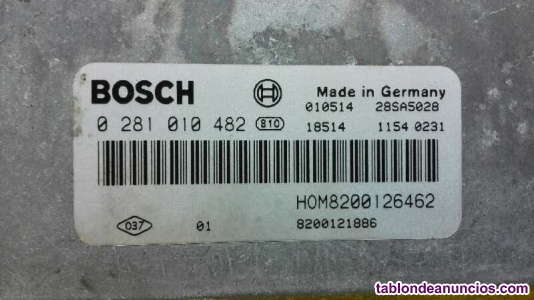 BOSCH
Made in Germany
010514 28SA5028
0 281 010 482 810
18514 1154 0231
HOM8200126462
037 01 8200121886
tablondeanuncios.com